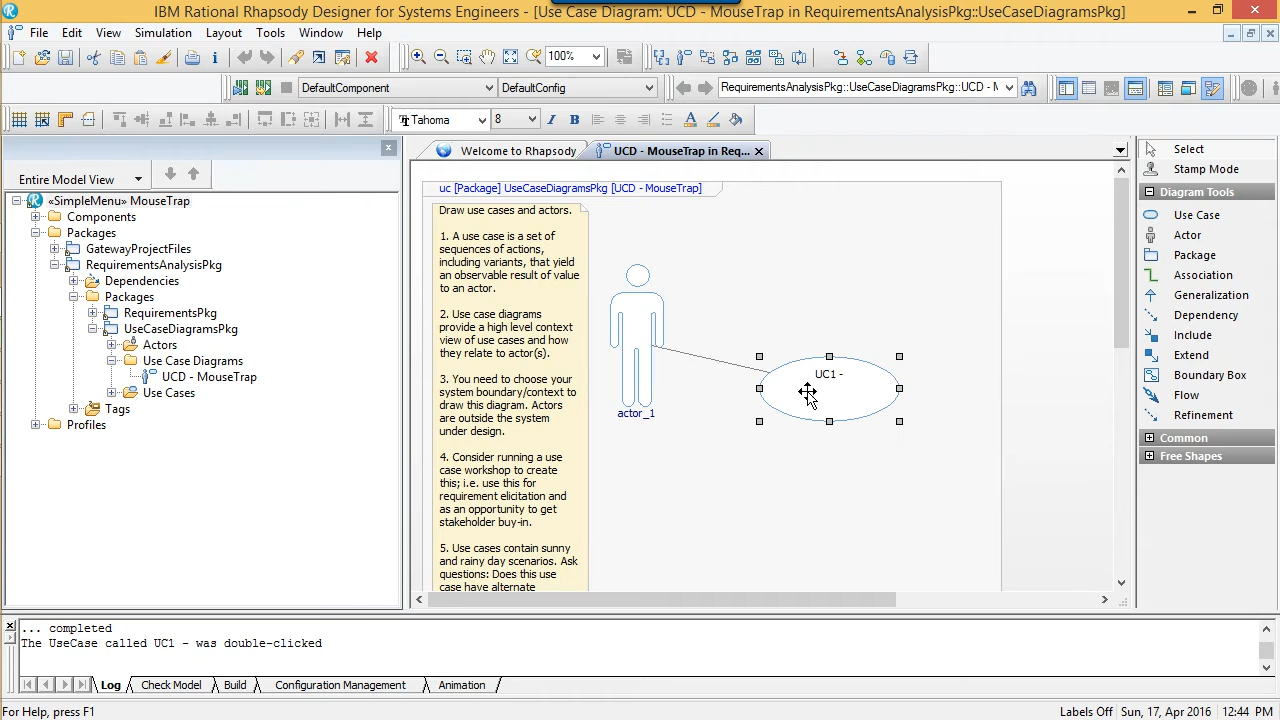 IBM Rational Rhapsody Designer for Systems Engineers - [Use Case Diagram: UCD - MouseTrap in RequirementsAnalysisPkg::UseCaseDiagramsPkg]
File Edit View Simulation Layout Tools Window Help
100%
DefaultComponent DefaultConfig RequirementsAnalysisPkg::UseCaseDiagramsPkg::UCD - M
Tahoma 8
Welcome to Rhapsody UCD - MouseTrap in Req...
Entire Model View
«SimpleMenu» MouseTrap
Components
Packages
GatewayProjectFiles
RequirementsAnalysisPkg
Dependencies
Packages
RequirementsPkg
UseCaseDiagramsPkg
Actors
Use Case Diagrams
UCD - MouseTrap
Use Cases
Tags
Profiles
uc [Package] UseCaseDiagramsPkg [UCD - MouseTrap]
Draw use cases and actors.
1. A use case is a set of
sequences of actions,
including variants, that yield
an observable result of value
to an actor.
2. Use case diagrams
provide a high level context
view of use cases and how
they relate to actor(s).
3. You need to choose your
system boundary/context to
draw this diagram. Actors
are outside the system
under design.
4. Consider running a use
case workshop to create
this; i.e. use this for
requirement elicitation and
as an opportunity to get
stakeholder buy-in.
5. Use cases contain sunny
and rainy day scenarios. Ask
questions: Does this use
case have alternate
actor_1
UC1 -
Select
Stamp Mode
Diagram Tools
Use Case
Actor
Package
Association
Generalization
Dependency
Include
Extend
Boundary Box
Flow
Refinement
Common
Free Shapes
... completed
The UseCase called UC1 - was double-clicked
Log Check Model Build Configuration Management Animation
For Help, press F1 Labels Off Sun, 17, Apr 2016 12:44 PM